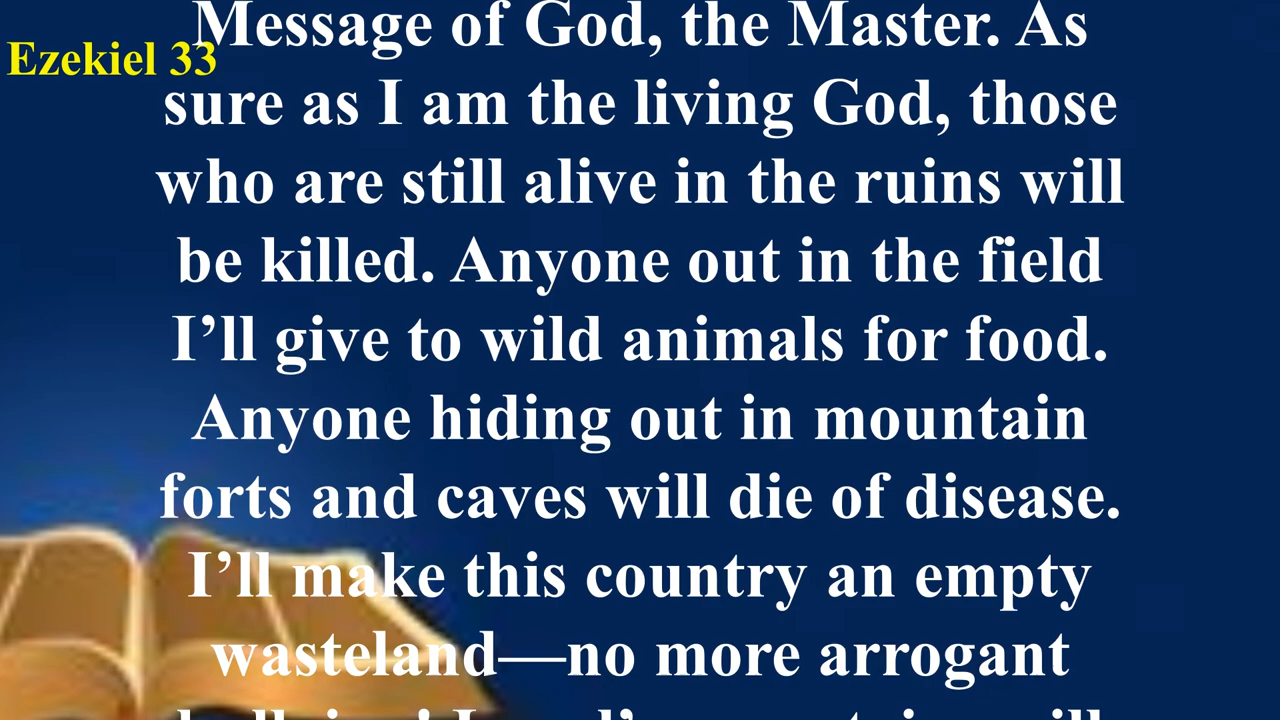 Message of God, the Master. As
Ezekiel 33
sure as I am the living God, those
who are still alive in the ruins will
be killed. Anyone out in the field
I’ll give to wild animals for food.
Anyone hiding out in mountain
forts and caves will die of disease.
I’ll make this country an empty
wasteland—no more arrogant